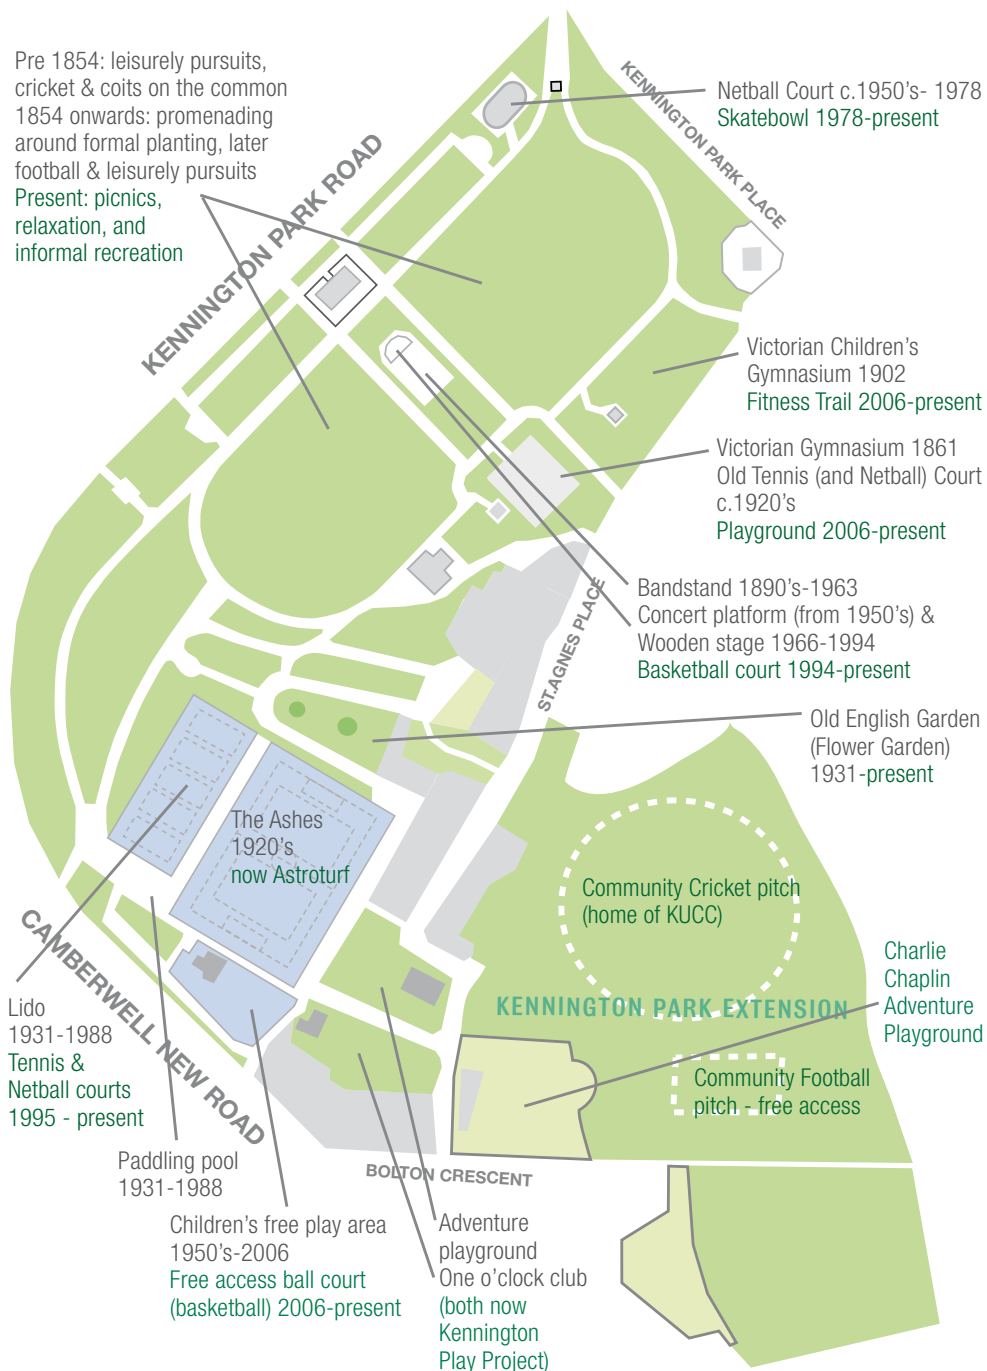 Pre 1854: leisurely pursuits,
cricket & coits on the common
1854 onwards: promenading
around formal planting, later
football & leisurely pursuits
Present: picnics,
relaxation, and
informal recreation
KENNINGTON PARK ROAD
KENNINGTON PARK PLACE
Netball Court c.1950's- 1978
Skatebowl 1978-present
Victorian Children's
Gymnasium 1902
Fitness Trail 2006-present
Victorian Gymnasium 1861
Old Tennis (and Netball) Court
c.1920's
Playground 2006-present
Bandstand 1890's-1963
Concert platform (from 1950's) &
Wooden stage 1966-1994
Basketball court 1994-present
ST.AGNES PLACE
Old English Garden
(Flower Garden)
1931-present
The Ashes
1920's
now Astroturf
Community Cricket pitch
(home of KUCC)
Charlie
Chaplin
Adventure
Playground
KENNINGTON PARK EXTENSION
Community Football
pitch - free access
CAMBERWELL NEW ROAD
Lido
1931-1988
Tennis &
Netball courts
1995 - present
Paddling pool
1931-1988
BOLTON CRESCENT
Children's free play area
1950's-2006
Free access ball court
(basketball) 2006-present
Adventure
playground
One o'clock club
(both now
Kennington
Play Project)